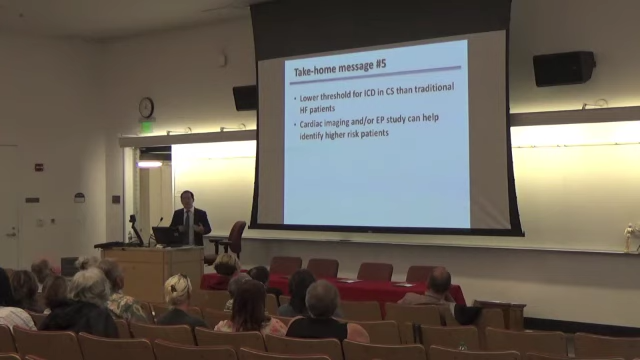 Take-home message #5
• Lower threshold for ICD in CS than traditional
HF patients
• Cardiac imaging and/or EP study can help
identify higher risk patients